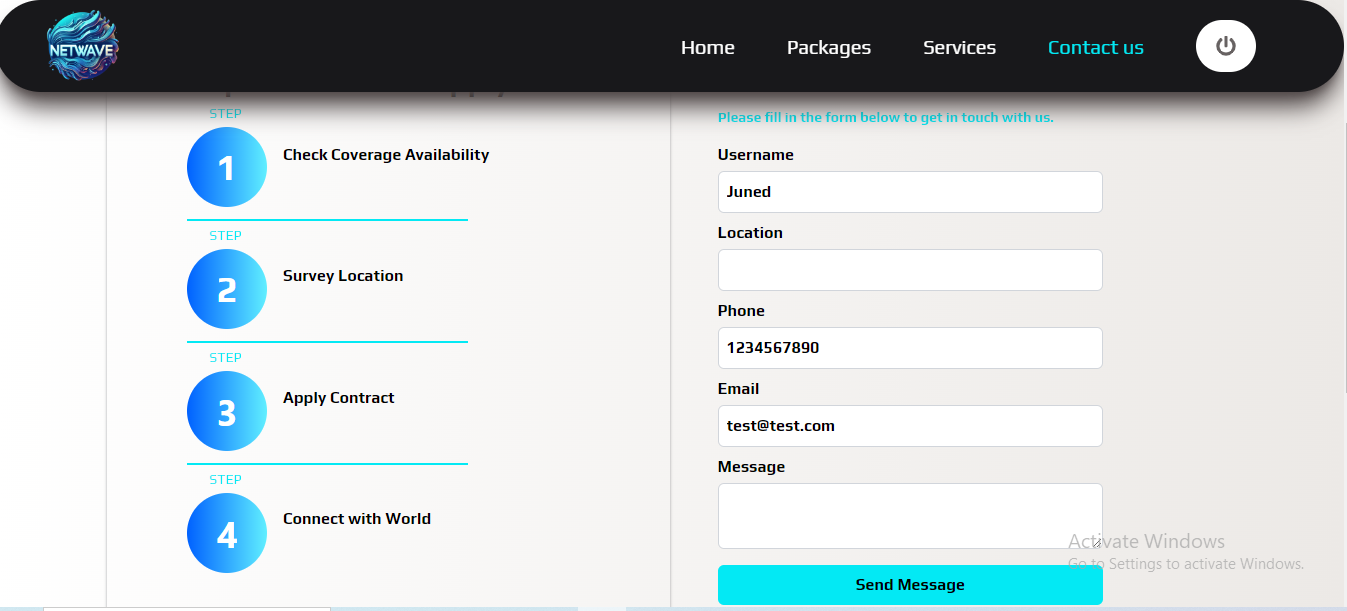 NETWAVE
Home
Packages
Services
Contact us
STEP
1
Check Coverage Availability
STEP
2
Survey Location
STEP
3
Apply Contract
STEP
4
Connect with World
Please fill in the form below to get in touch with us.
Username
Juned
Location
Phone
1234567890
Email
test@test.com
Message
Send Message
Activate Windows
Go to Settings to activate Windows.